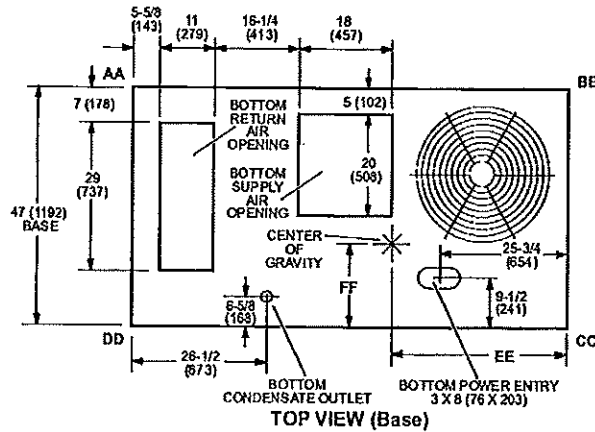 5-5/8
(143)
11
(279)
16-1/4
(413)
18
(457)
AA
BB
7 (178)
BOTTOM
RETURN
AIR
OPENING
5 (102)
29
(737)
BOTTOM
SUPPLY
AIR
OPENING
20
(508)
47 (1192)
BASE
CENTER
OF
GRAVITY
25-3/4
(654)
FF
6-5/8
(168)
9-1/2
(241)
DD
CC
26-1/2
(673)
EE
BOTTOM
CONDENSATE OUTLET
BOTTOM POWER ENTRY
3 X 8 (76 X 203)
TOP VIEW (Base)